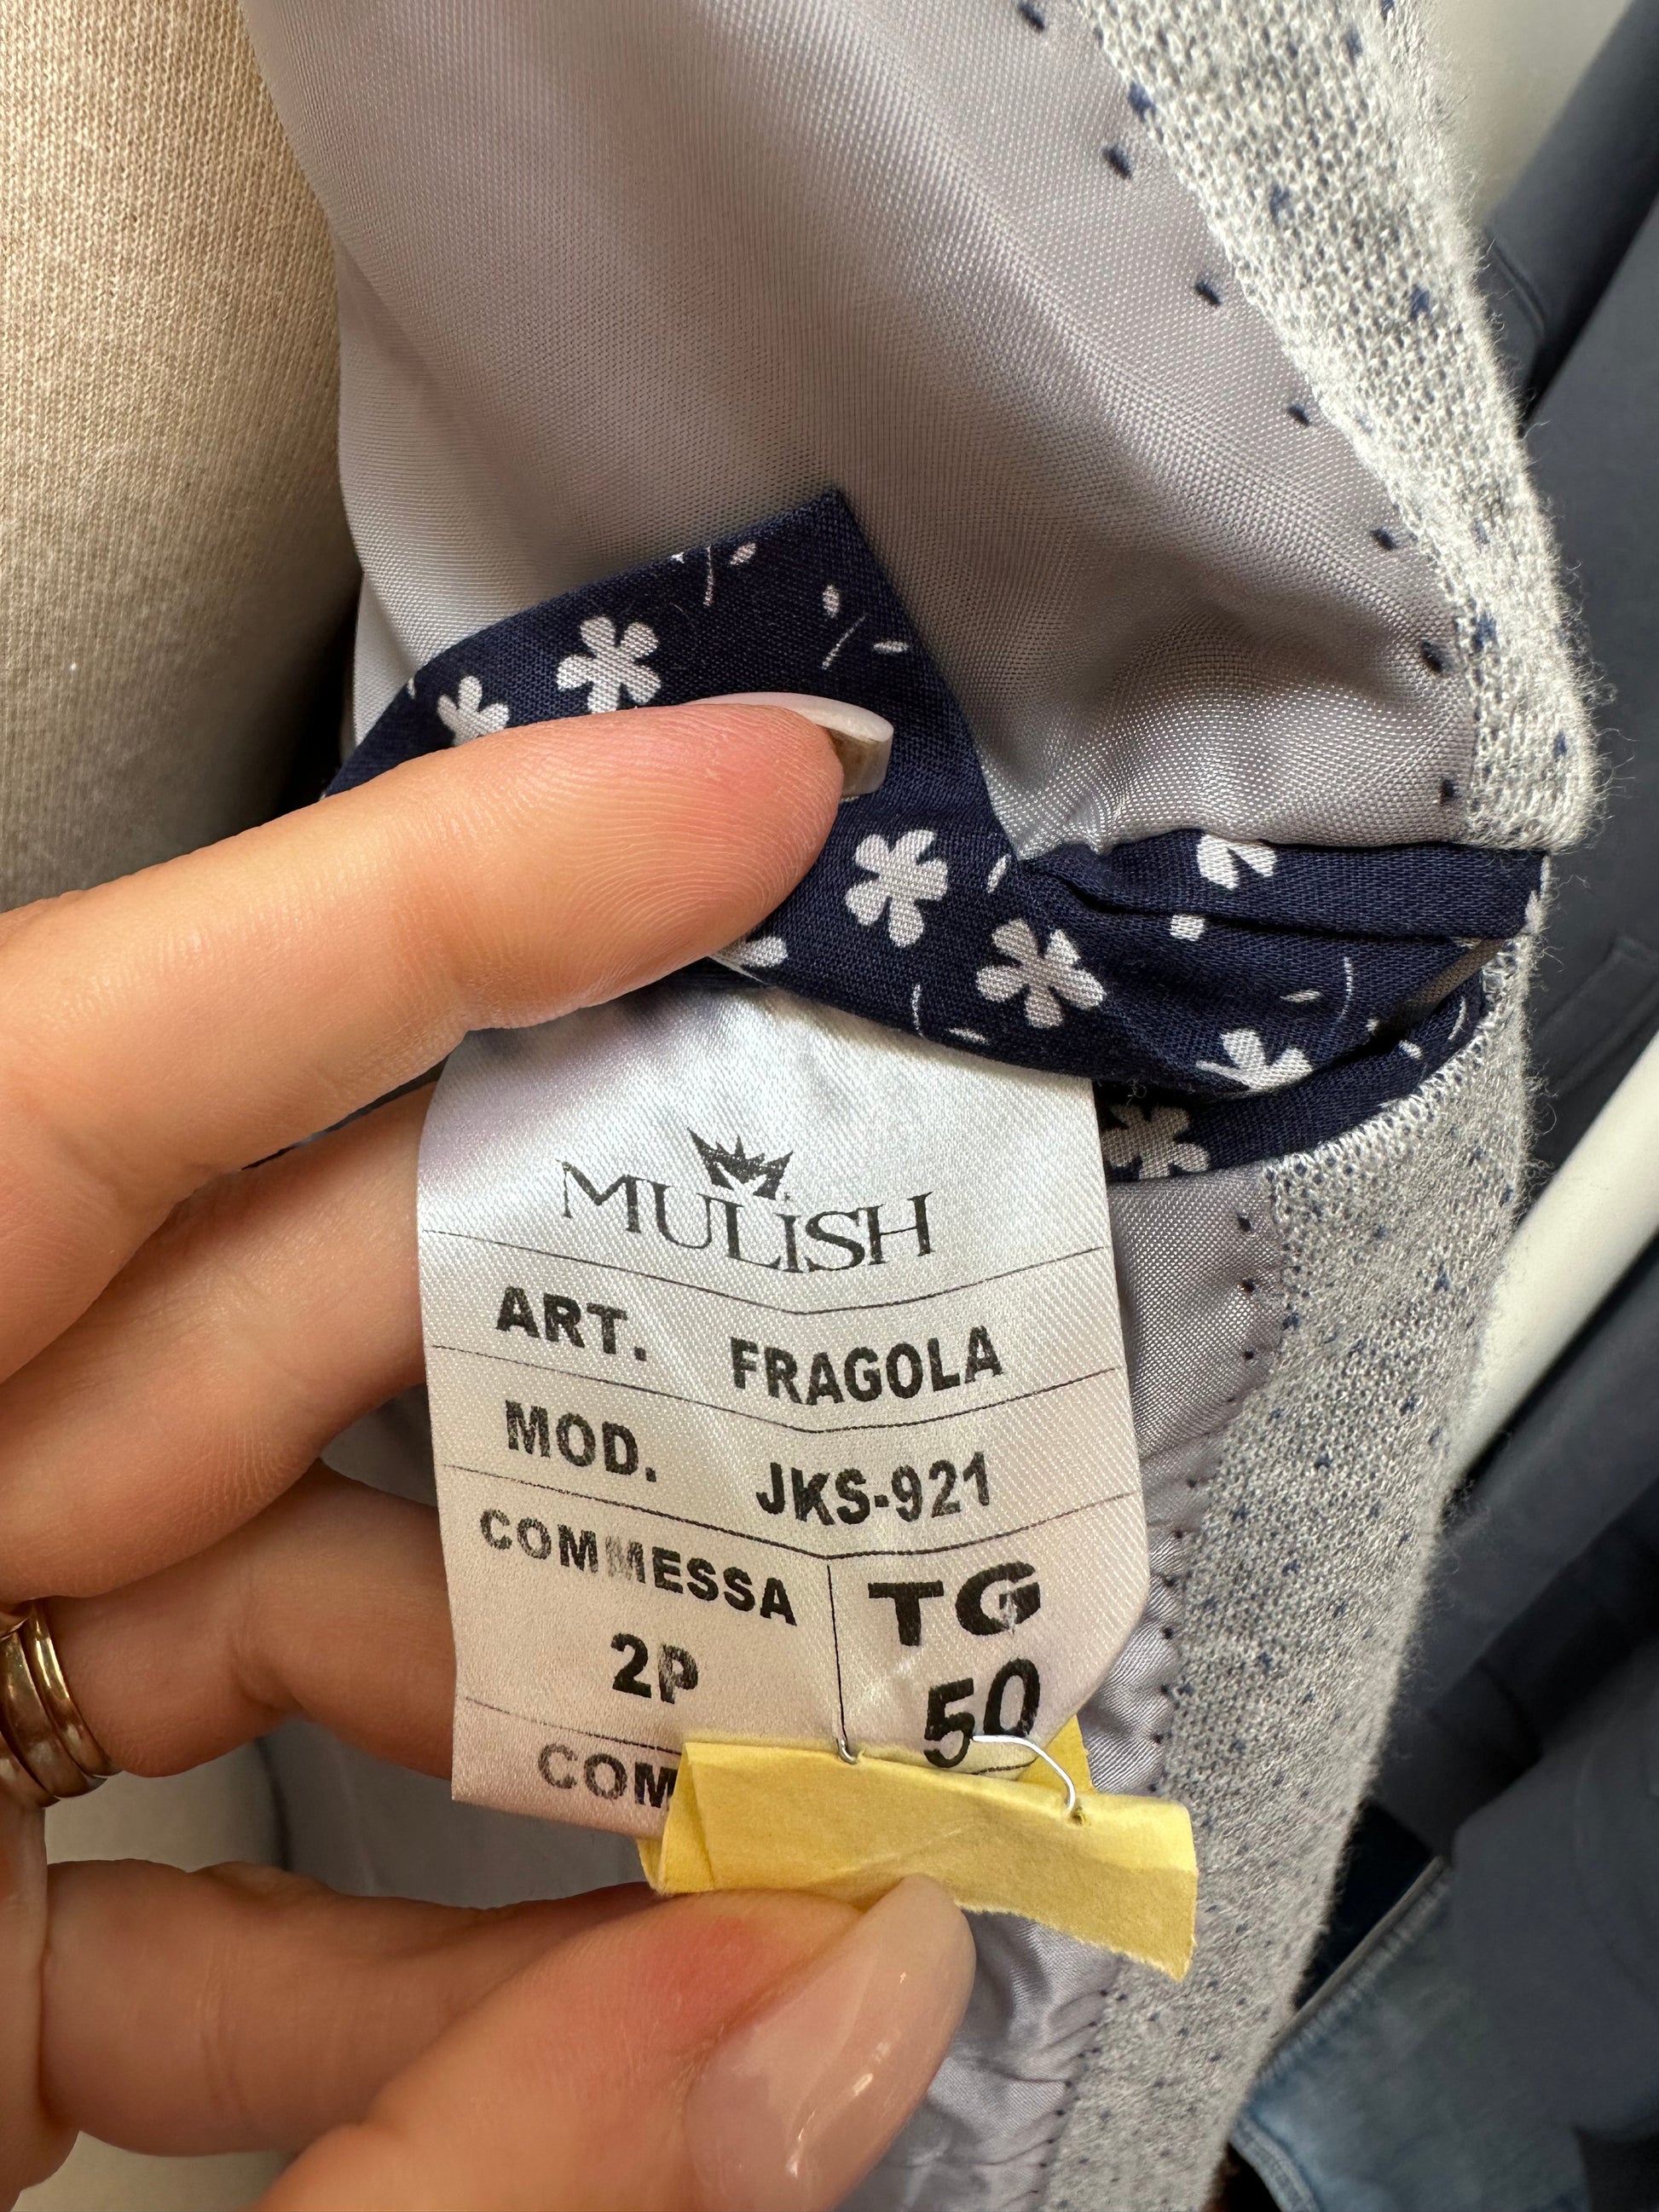 MULISH
ART. FRAGOLA
MOD. JKS-921
COMMESSA TG
2P 50